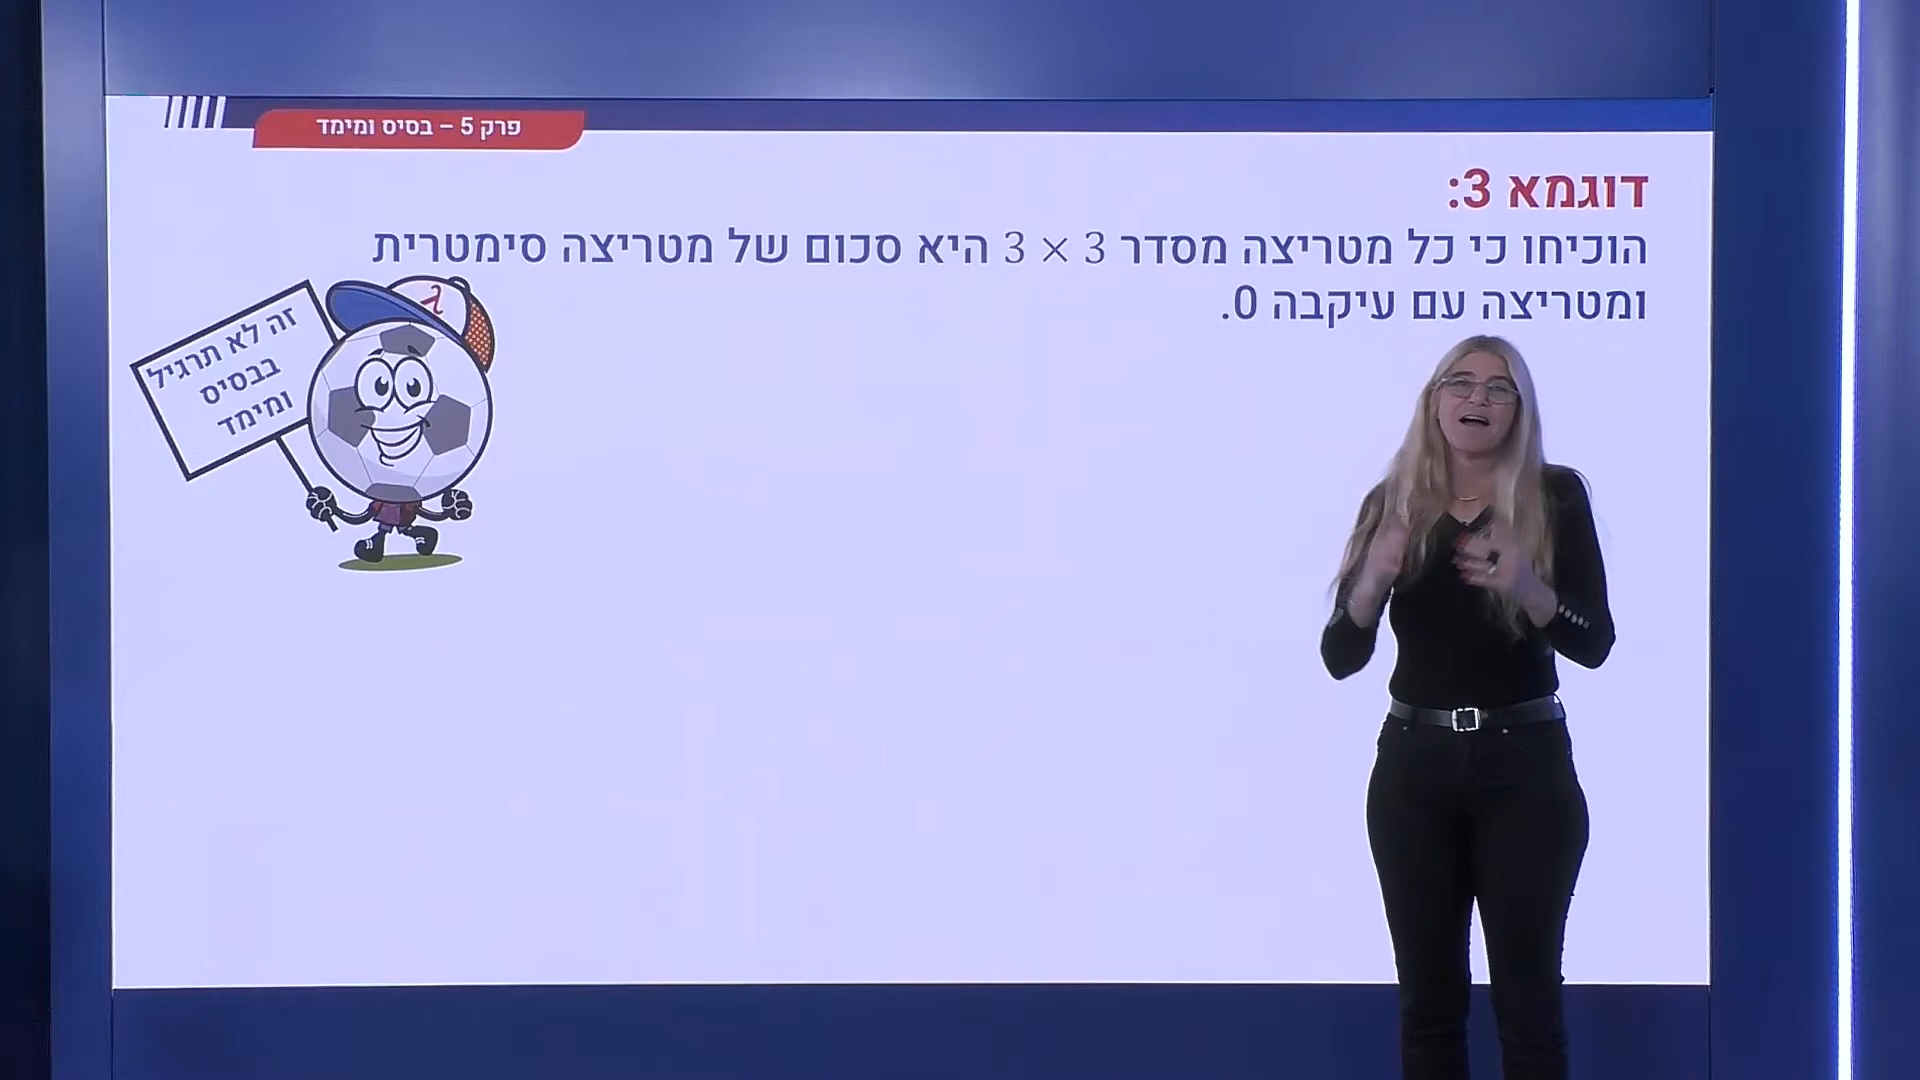 פרק 5 – בסיס ומימד
דוגמא 3:
הוכיחו כי כל מטריצה מסדר 3 × 3 היא סכום של מטריצה סימטרית
ומטריצה עם עיקבה 0.
λ
זה לא תרגיל
בבסיס
ומימד